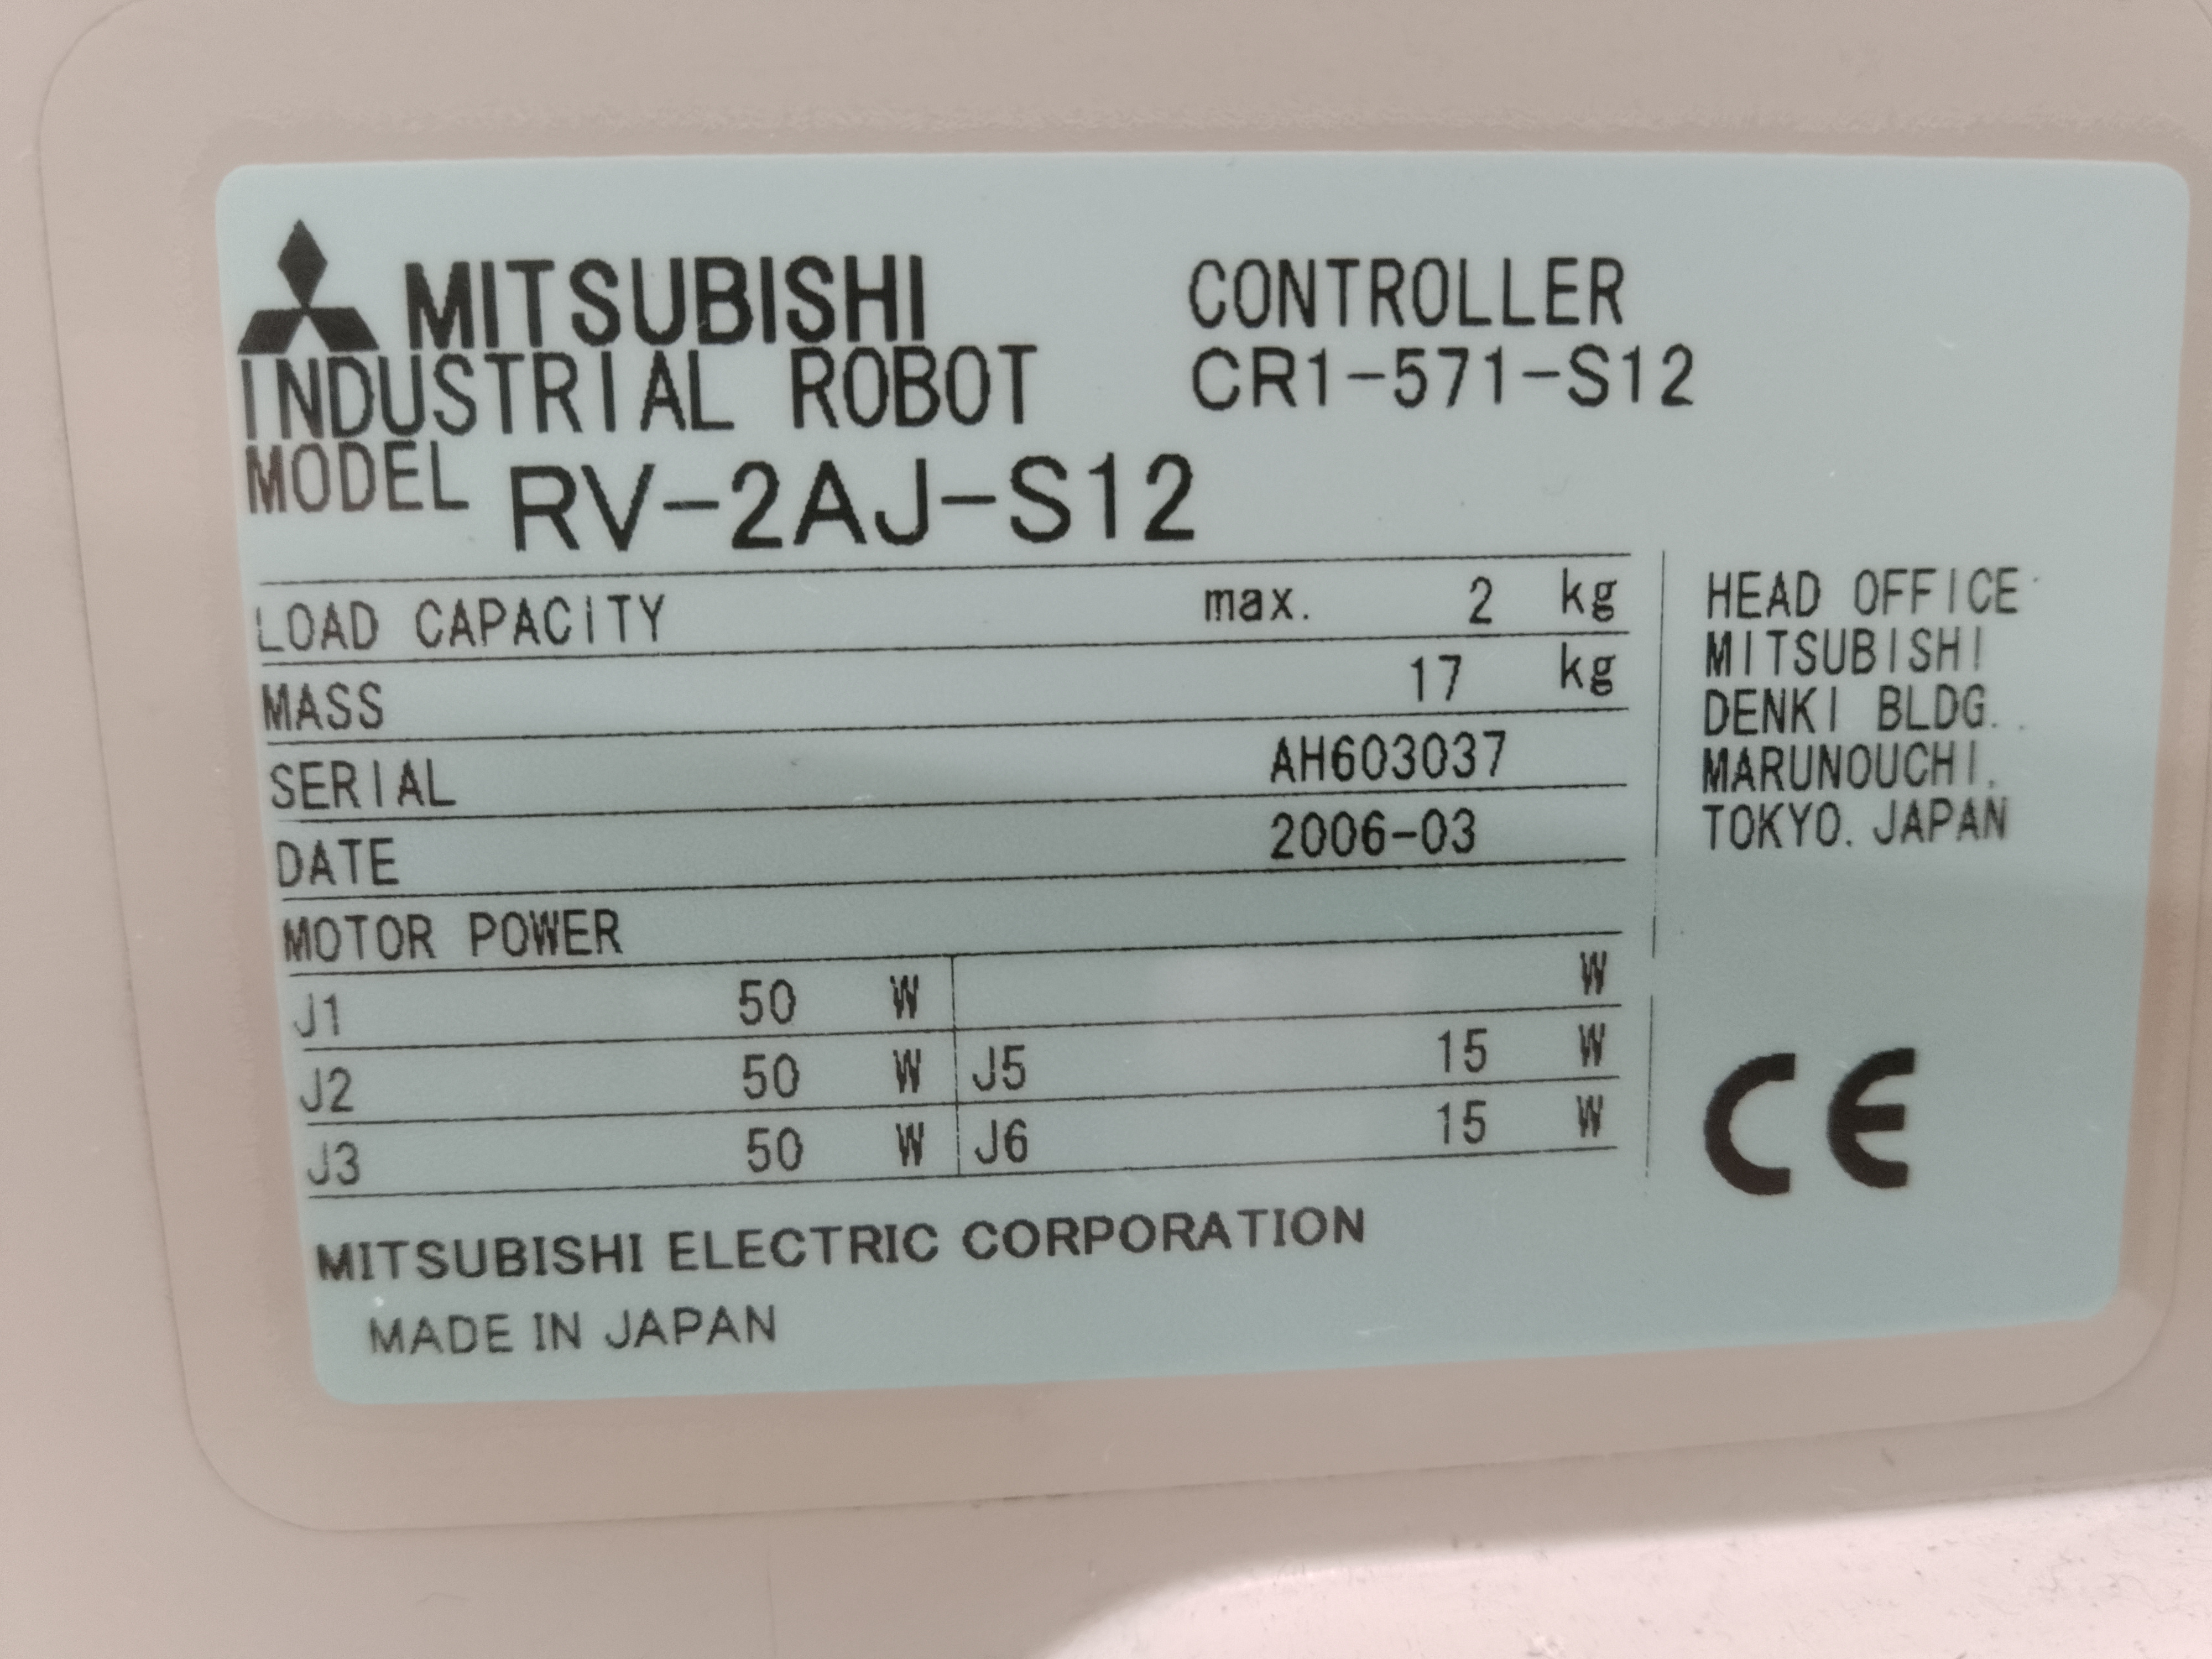 MITSUBISHI
INDUSTRIAL ROBOT
MODEL RV-2AJ-S12
CONTROLLER
CR1-571-S12
LOAD CAPACITY max. 2 kg
MASS 17 kg
SERIAL AH603037
DATE 2006-03
MOTOR POWER
J1 50 W W
J2 50 W J5 15 W
J3 50 W J6 15 W
HEAD OFFICE
MITSUBISHI
DENKI BLDG.
MARUNOUCHI,
TOKYO. JAPAN
CE
MITSUBISHI ELECTRIC CORPORATION
MADE IN JAPAN